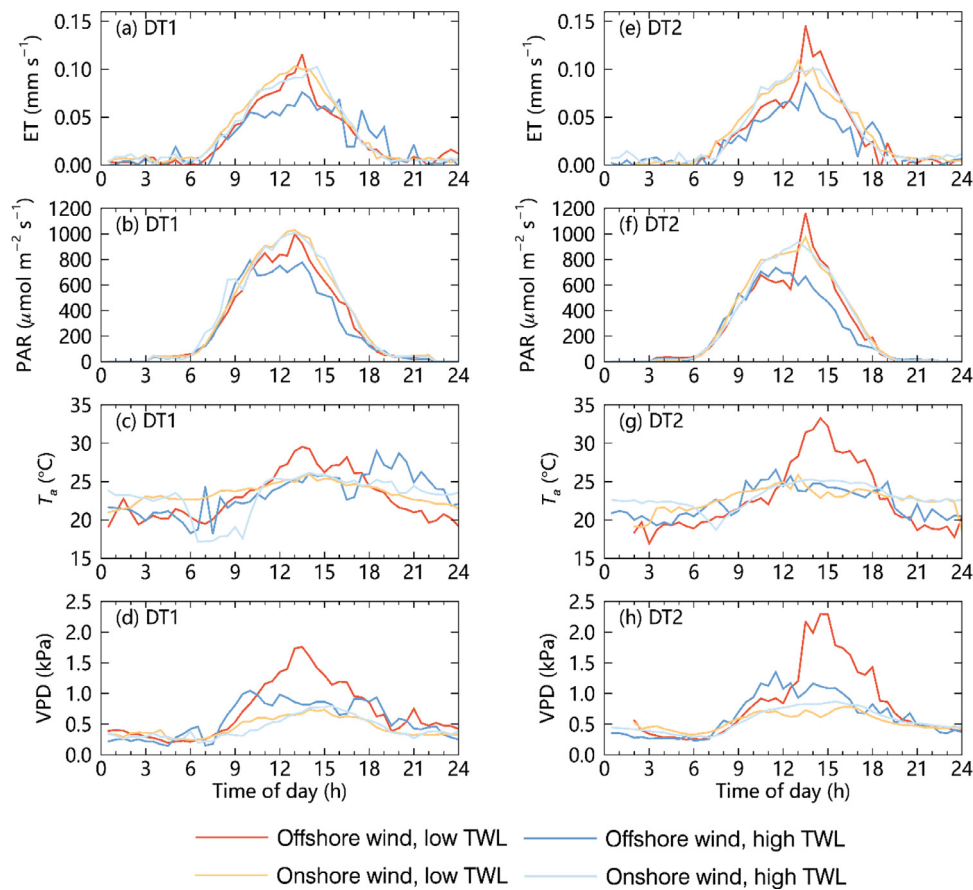 (a) DT1
ET (mm s⁻¹)
0.15
0.10
0.05
0.00
0 3 6 9 12 15 18 21 24
(e) DT2
ET (mm s⁻¹)
0.15
0.10
0.05
0.00
0 3 6 9 12 15 18 21 24
(b) DT1
PAR (μmol m⁻² s⁻¹)
1200
1000
800
600
400
200
0
0 3 6 9 12 15 18 21 24
(f) DT2
PAR (μmol m⁻² s⁻¹)
1200
1000
800
600
400
200
0
0 3 6 9 12 15 18 21 24
(c) DT1
Tₐ (°C)
35
30
25
20
15
0 3 6 9 12 15 18 21 24
(g) DT2
Tₐ (°C)
35
30
25
20
15
0 3 6 9 12 15 18 21 24
(d) DT1
VPD (kPa)
2.5
2.0
1.5
1.0
0.5
0.0
0 3 6 9 12 15 18 21 24
Time of day (h)
(h) DT2
VPD (kPa)
2.5
2.0
1.5
1.0
0.5
0.0
0 3 6 9 12 15 18 21 24
Time of day (h)
Offshore wind, low TWL
Offshore wind, high TWL
Onshore wind, low TWL
Onshore wind, high TWL